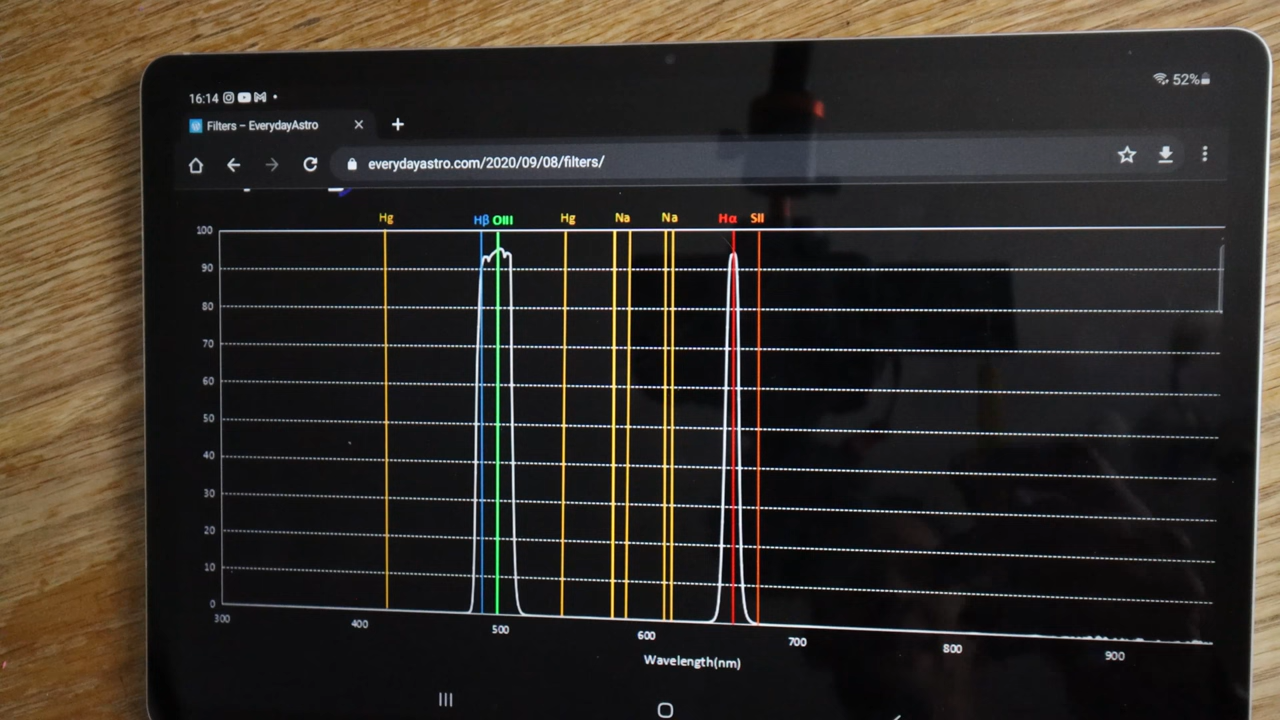 16:14 52%
Filters – EverydayAstro
everydayastro.com/2020/09/08/filters/
Hg Hβ OIII Hg Na Na Hα SII
100
90
80
70
60
50
40
30
20
10
0
300 400 500 600 700 800 900
Wavelength(nm)